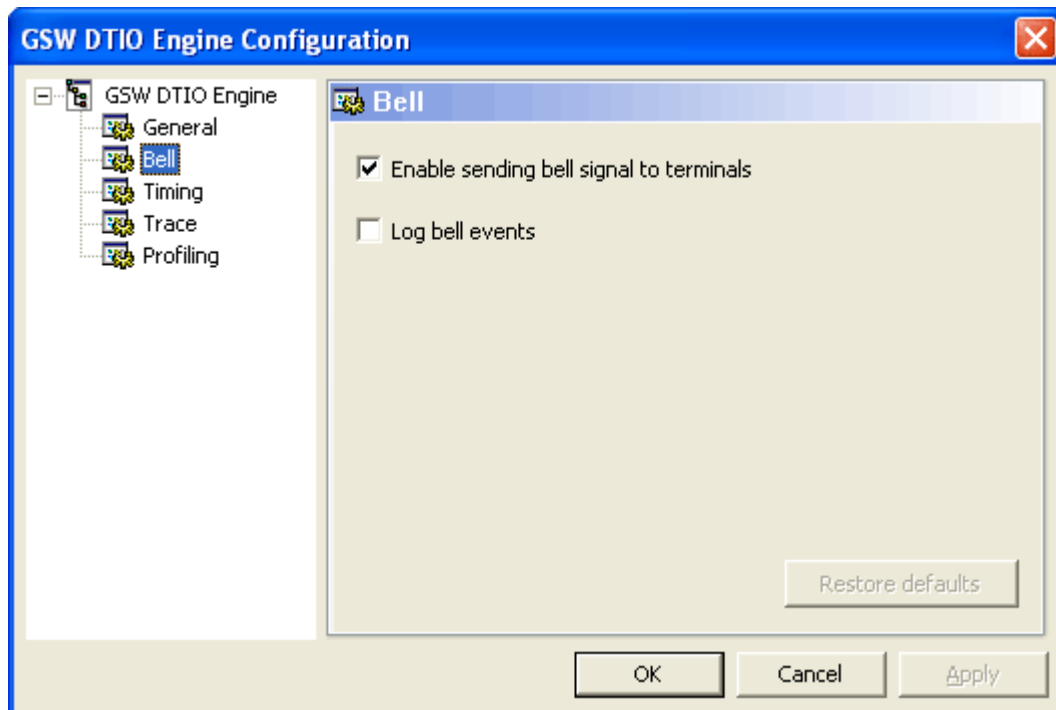 GSW DTIO Engine Configuration
GSW DTIO Engine
General
Bell
Timing
Trace
Profiling
Bell
Enable sending bell signal to terminals
Log bell events
Restore defaults
OK
Cancel
Apply